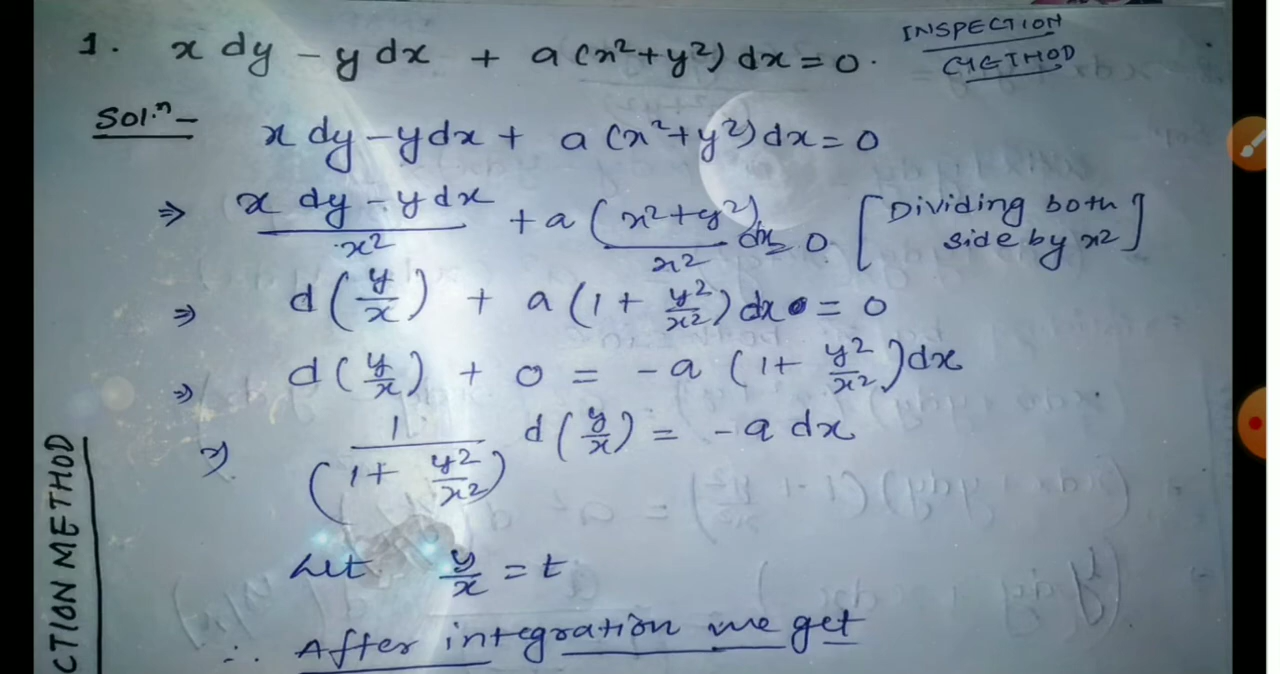 1. x dy - y dx + a (x²+y²) dx = 0.
INSPECTION
METHOD
Sol.ⁿ - x dy - y dx + a (x²+y²) dx = 0
⇒ x dy - y dx / x² + a (x²+y²) / x² dx = 0 [Dividing both side by x2]
⇒ d(y/x) + a (1 + y²/x²) dx = 0
⇒ d(y/x) + 0 = -a (1+ y²/x²) dx
⇒ 1/(1+ y²/x²) d(y/x) = -a dx
Let y/x = t
∴ After integration we get
CTION METHOD